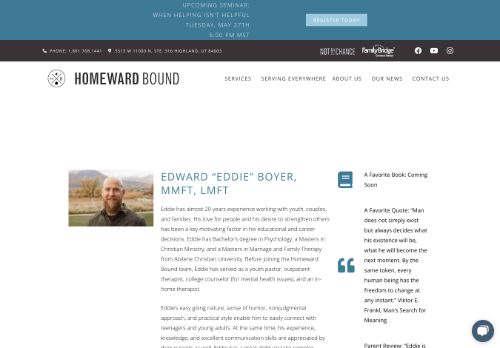 UPCOMING SEMINAR:
WHEN HELPING ISN'T HELPFUL
TUESDAY, MAY 27TH
6:00 PM MST
REGISTER TODAY
PHONE: 1.801.768.1441
5513 W 11000 N, STE. 316 HIGHLAND, UT 84003
NOT BY CHANCE
FamilyBridge
HOMEWARD BOUND
SERVICES
SERVING EVERYWHERE
ABOUT US
OUR NEWS
CONTACT US
EDWARD “EDDIE” BOYER,
MMFT, LMFT
Eddie has almost 20 years experience working with youth, couples,
and families. His love for people and his desire to strengthen others
has been a key motivating factor in his educational and career
decisions. Eddie has Bachelor's degree in Psychology, a Masters in
Christian Ministry, and a Masters in Marriage and Family Therapy
from Abilene Christian University. Before joining the Homeward
Bound team, Eddie has served as a youth pastor, outpatient
therapist, college counselor (for mental health issues), and an in-
home therapist.
Eddie's easy going nature, sense of humor, nonjudgmental
approach, and practical style enable him to easily connect with
teenagers and young adults. At the same time, his experience,
knowledge, and excellent communication skills are appreciated by
A Favorite Book: Coming
Soon
A Favorite Quote: “Man
does not simply exist
but always decides what
his existence will be,
what he will become the
next moment. By the
same token, every
human being has the
freedom to change at
any instant.” Viktor E.
Frankl, Man's Search for
Meaning
Parent Review: “Eddie is